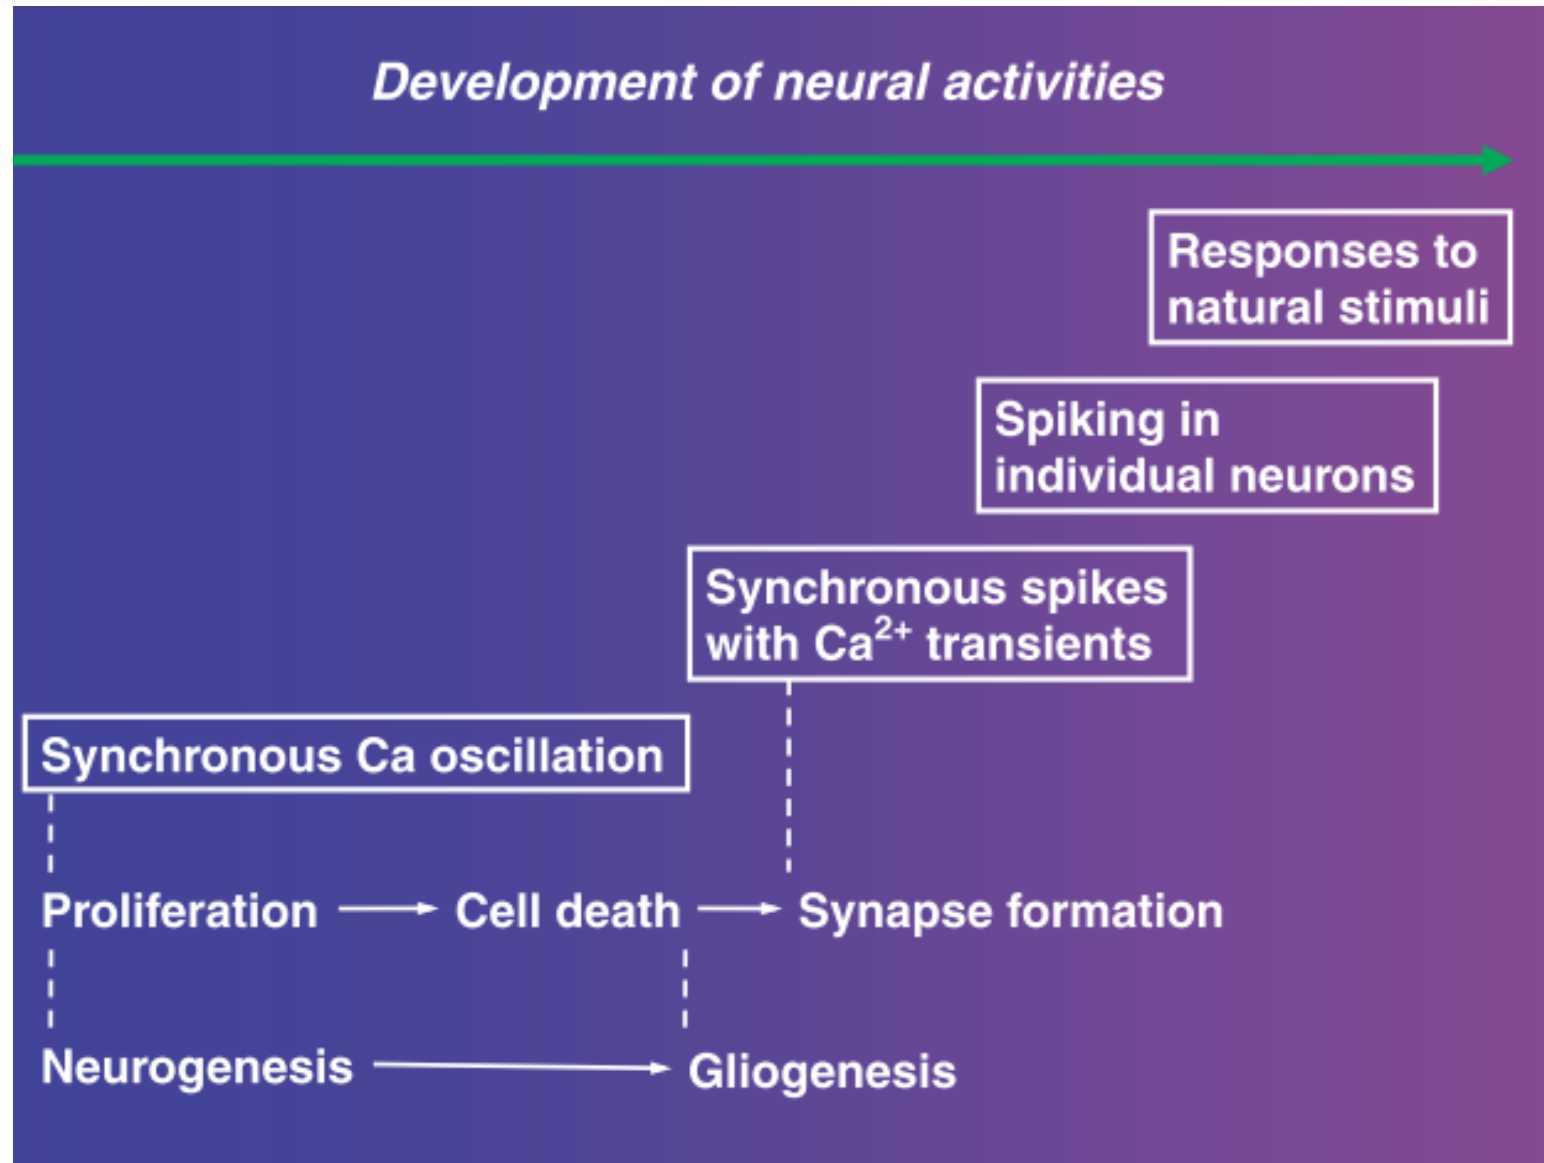 Development of neural activities
Responses to
natural stimuli
Spiking in
individual neurons
Synchronous spikes
with Ca²⁺ transients
Synchronous Ca oscillation
Proliferation → Cell death → Synapse formation
Neurogenesis → Gliogenesis